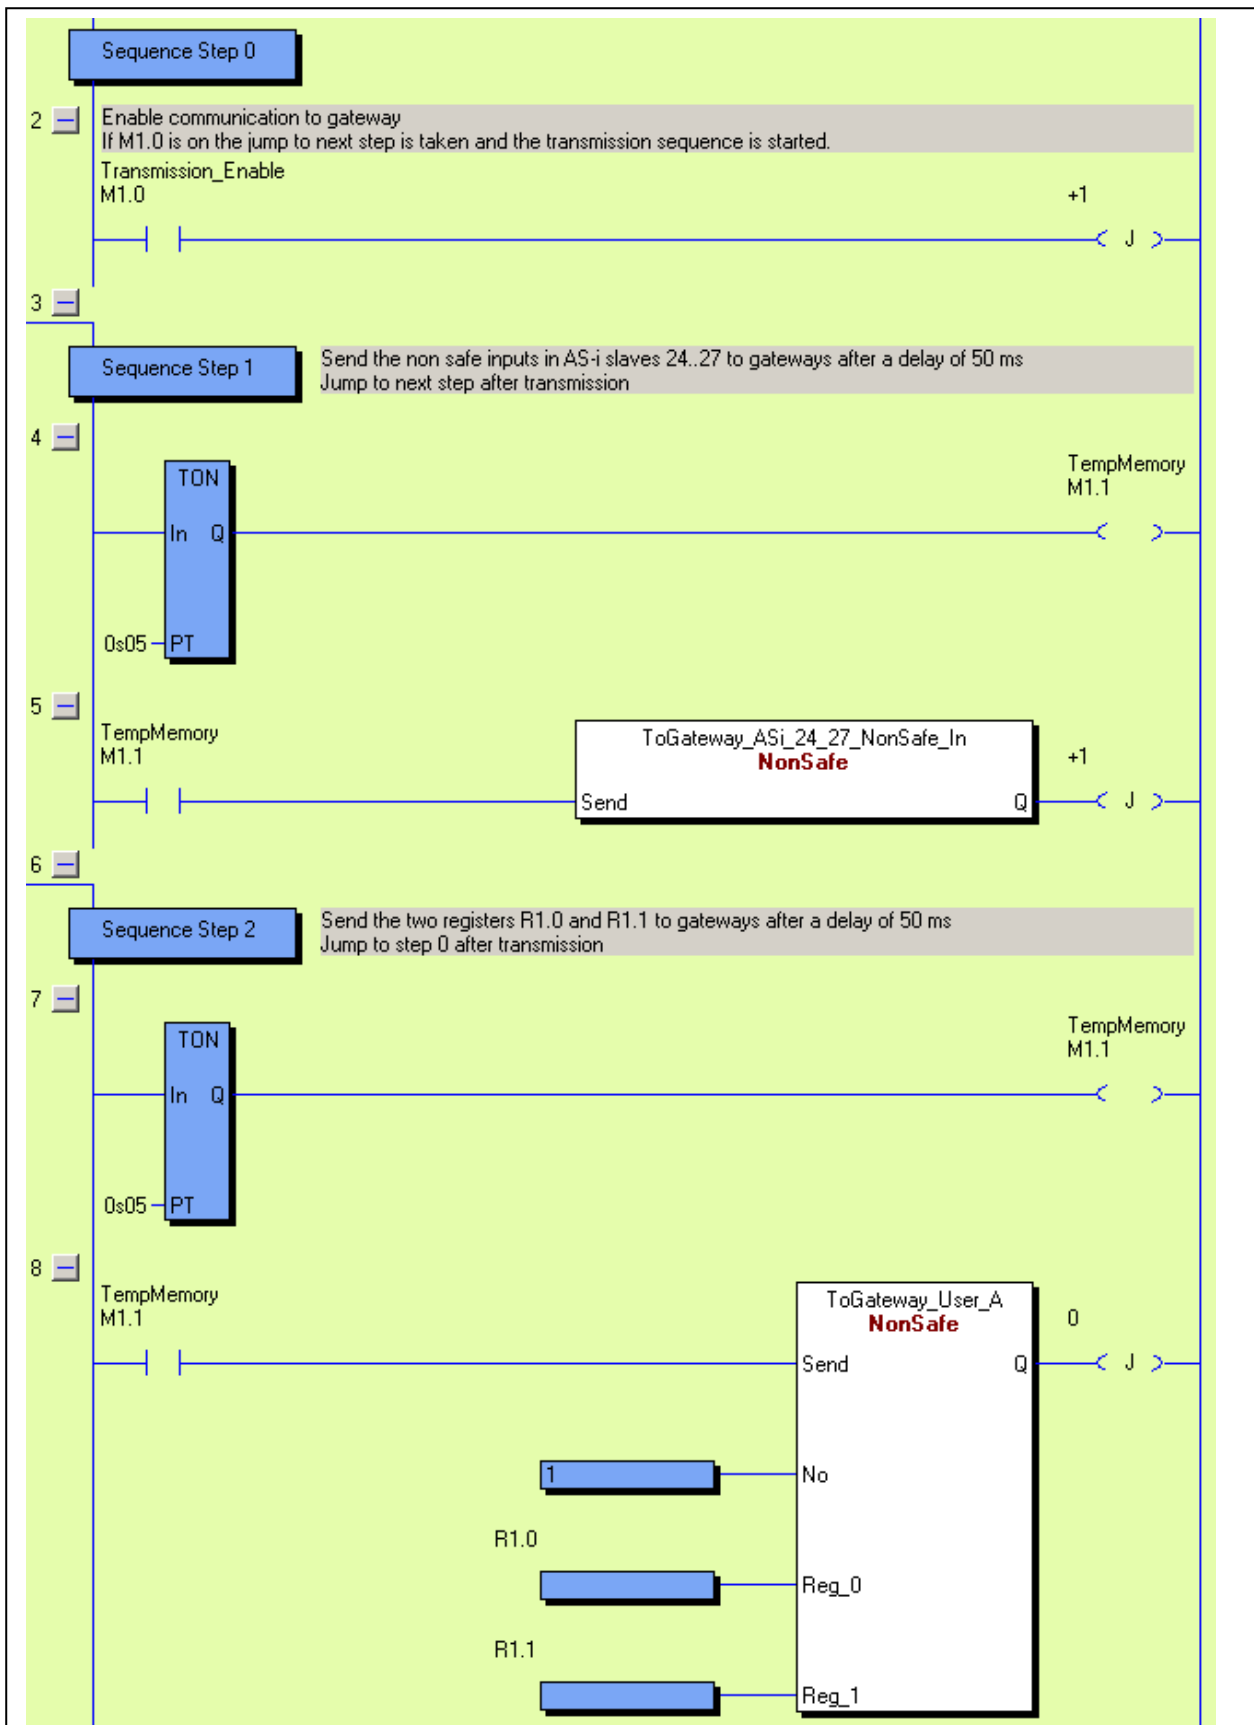 Sequence Step 0
2
Enable communication to gateway
If M1.0 is on the jump to next step is taken and the transmission sequence is started.
Transmission_Enable
M1.0
+1
J
3
Sequence Step 1
Send the non safe inputs in AS-i slaves 24..27 to gateways after a delay of 50 ms
Jump to next step after transmission
4
TON
TempMemory
M1.1
In Q
0s05 PT
5
TempMemory
M1.1
ToGateway_ASi_24_27_NonSafe_In
NonSafe
+1
Send Q
J
6
Sequence Step 2
Send the two registers R1.0 and R1.1 to gateways after a delay of 50 ms
Jump to step 0 after transmission
7
TON
TempMemory
M1.1
In Q
0s05 PT
8
TempMemory
M1.1
ToGateway_User_A
NonSafe
0
Send Q
J
1
No
R1.0
Reg_0
R1.1
Reg_1